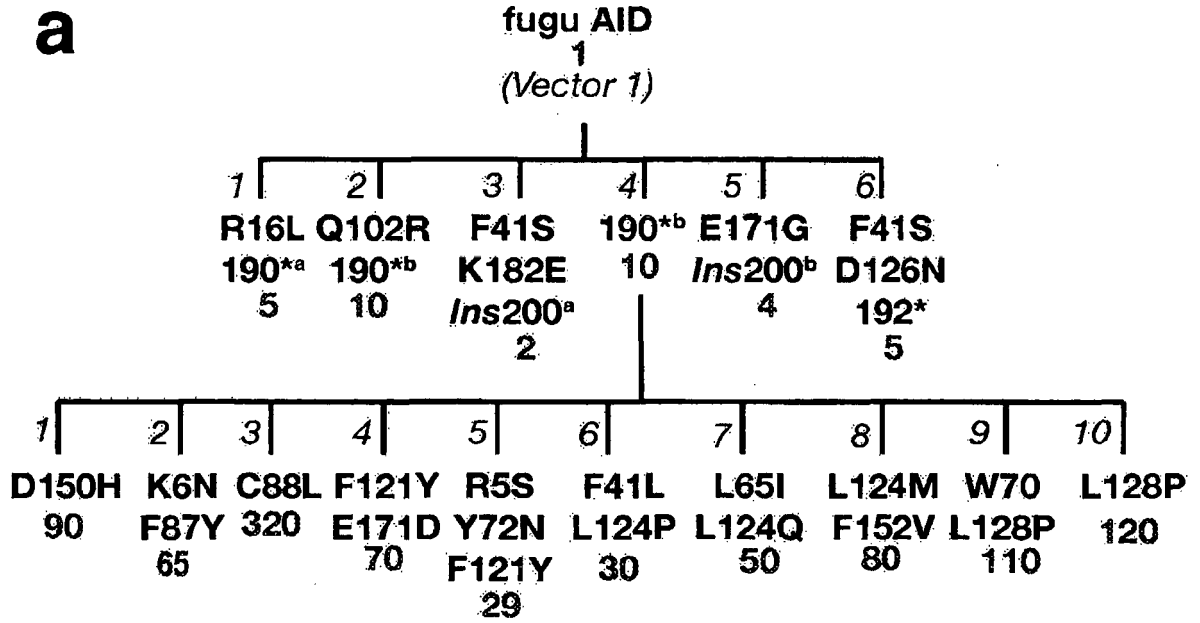 a
fugu AID
1
(Vector 1)
1 2 3 4 5 6
R16L Q102R F41S 190*b E171G F41S
190*a 190*b K182E 10 Ins200b D126N
5 10 Ins200a 4 192*
2 5
1 2 3 4 5 6 7 8 9 10
D150H K6N C88L F121Y R5S F41L L65I L124M W70 L128P
90 F87Y 320 E171D Y72N L124P L124Q F152V L128P 120
65 70 F121Y 30 50 80 110
29